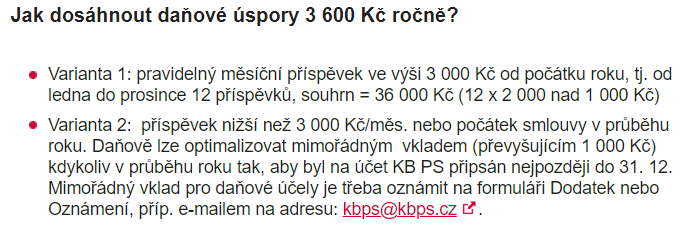 Jak dosáhnout daňové úspory 3 600 Kč ročně?
Varianta 1: pravidelný měsíční příspěvek ve výši 3 000 Kč od počátku roku, tj. od
ledna do prosince 12 příspěvků, souhrn = 36 000 Kč (12 x 2 000 nad 1 000 Kč)
Varianta 2:  příspěvek nižší než 3 000 Kč/měs. nebo počátek smlouvy v průběhu
roku. Daňově lze optimalizovat mimořádným  vkladem (převyšujícím 1 000 Kč)
kdykoliv v průběhu roku tak, aby byl na účet KB PS připsán nejpozději do 31. 12.
Mimořádný vklad pro daňové účely je třeba oznámit na formuláři Dodatek nebo
Oznámení, příp. e-mailem na adresu: kbps@kbps.cz .